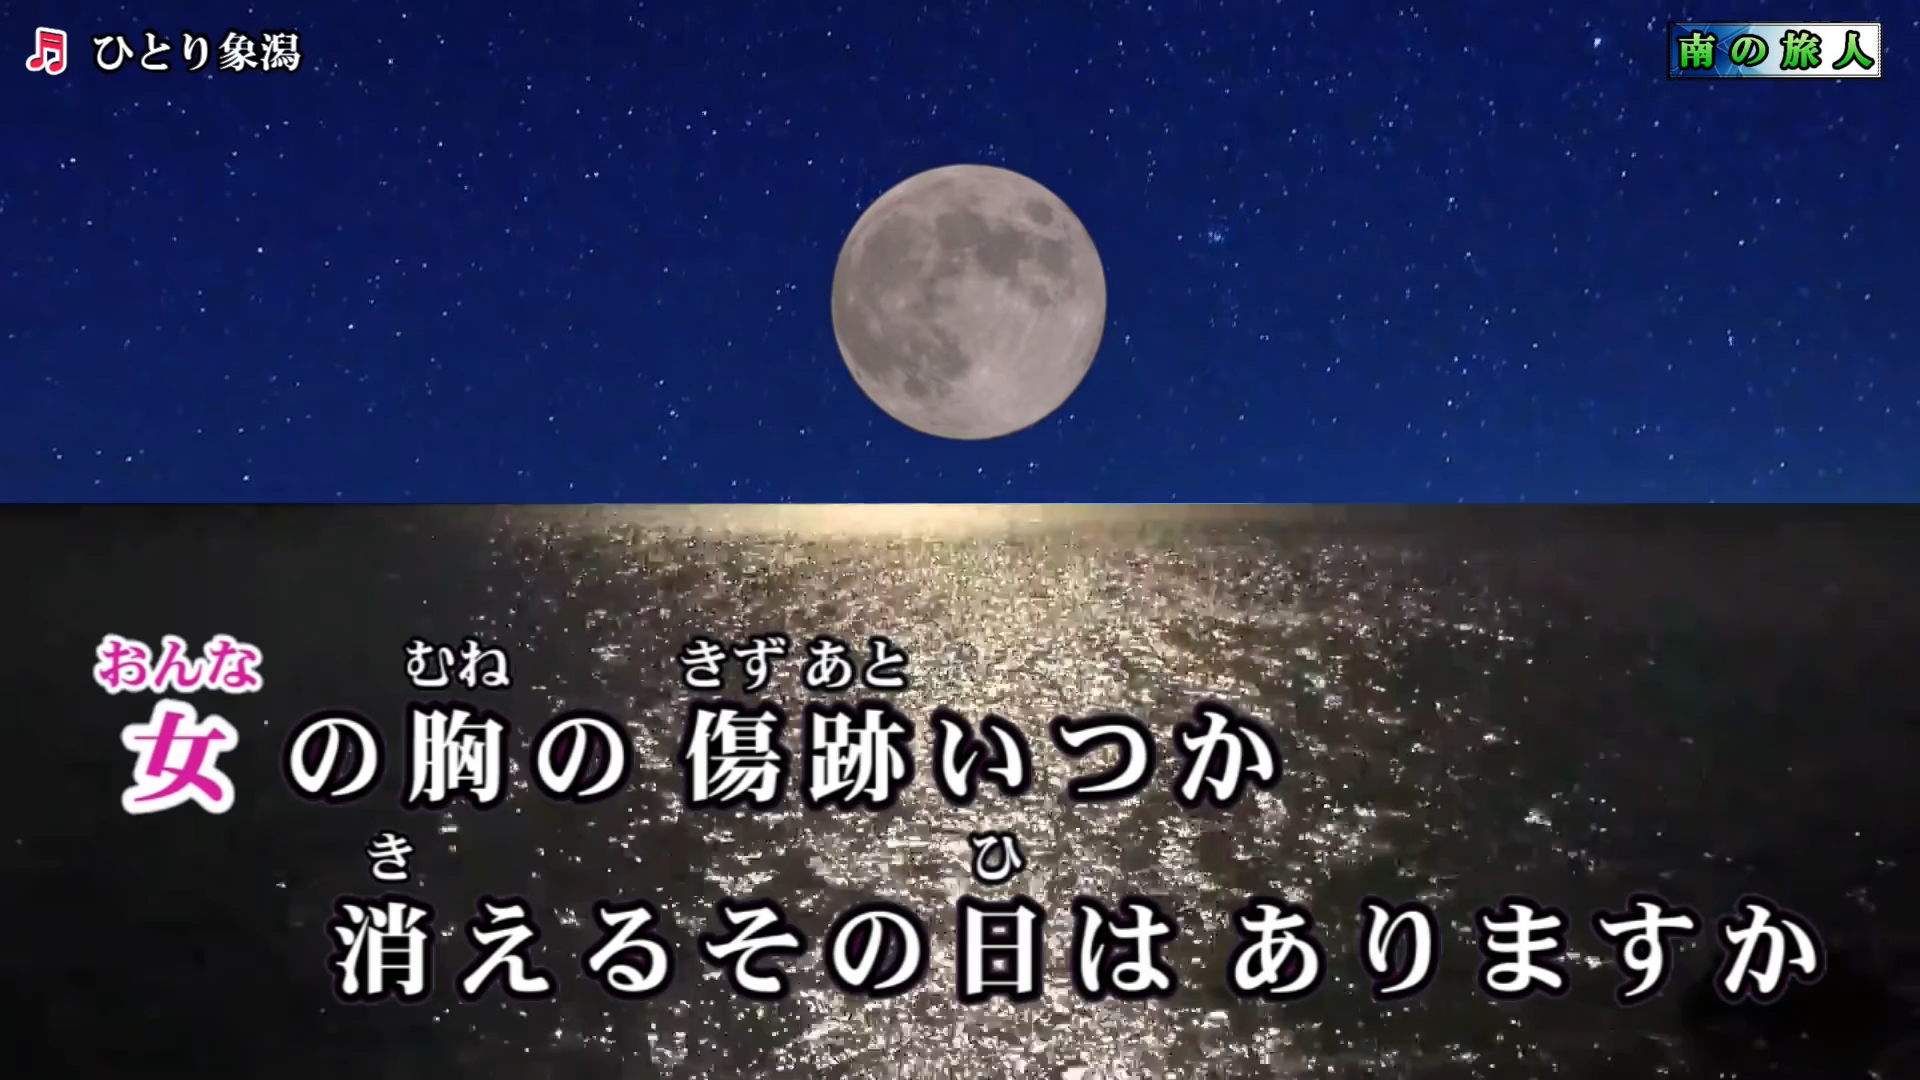 ひとり象潟
南の旅人
おんな むね きずあと
女の胸の 傷跡いつか
き ひ
消えるその日は ありますか